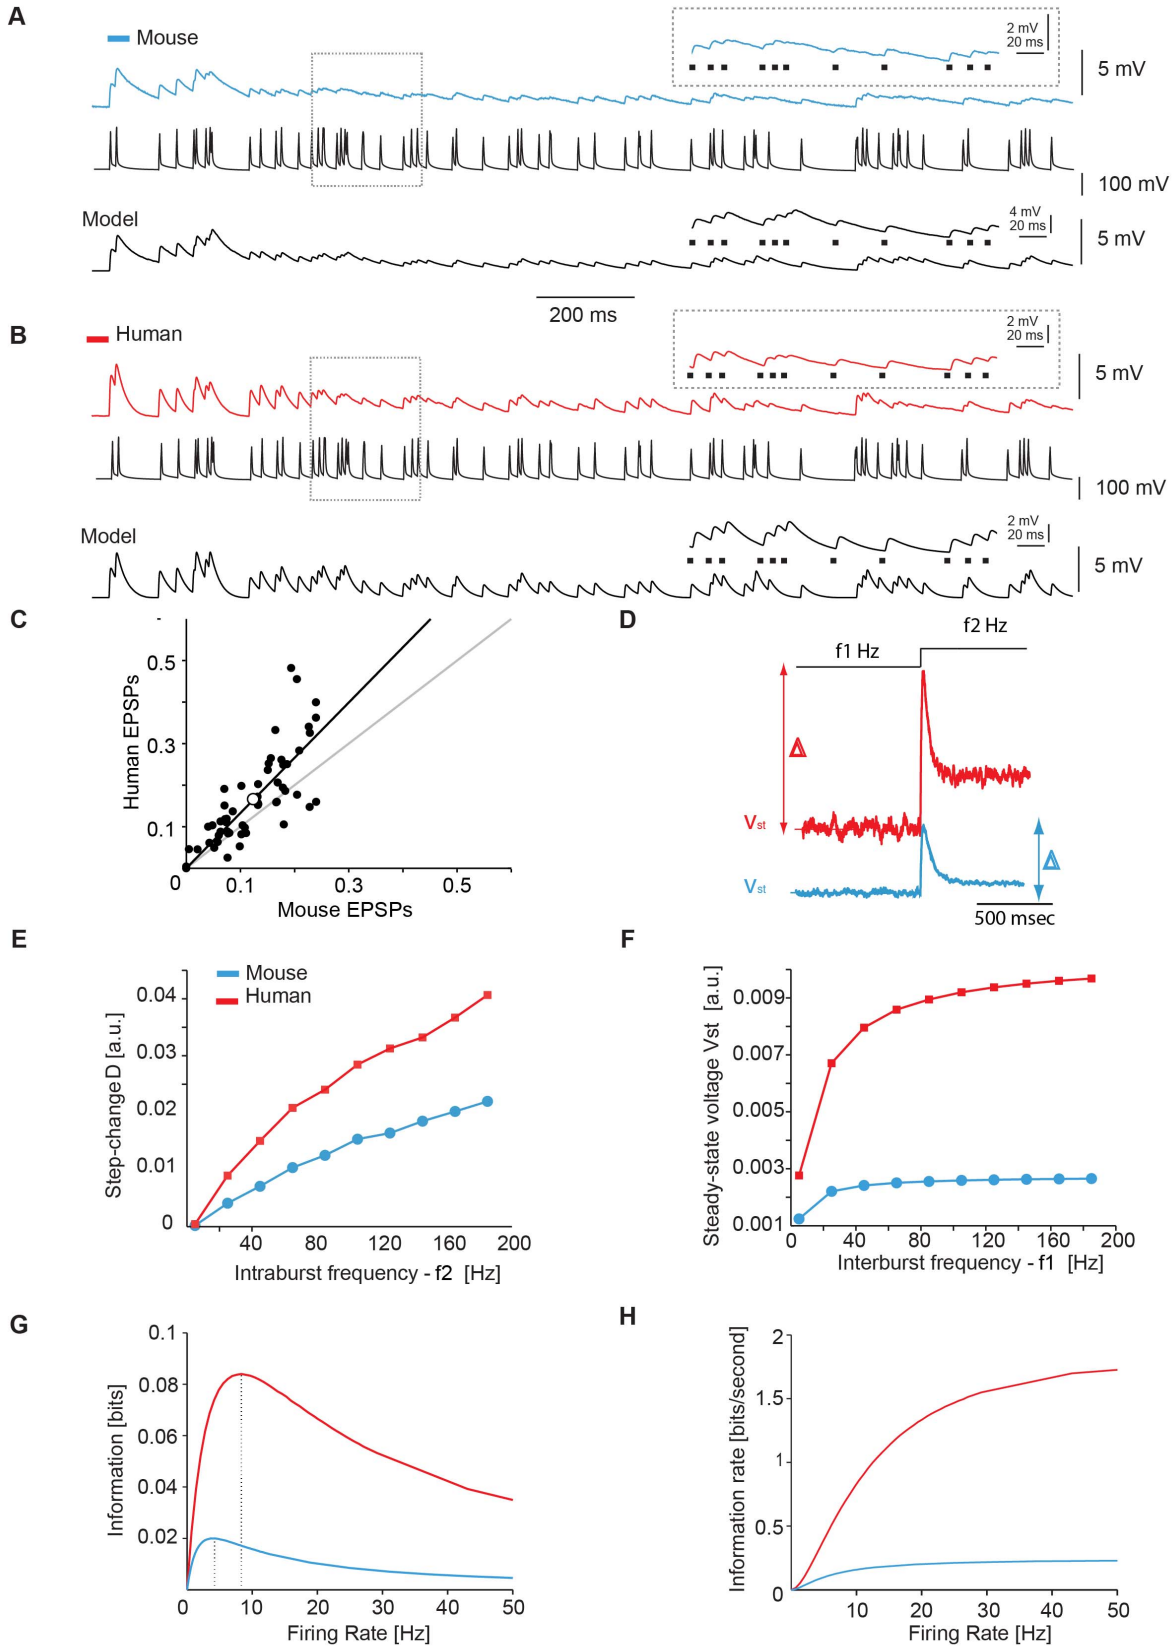 A
Mouse
2 mV
20 ms
5 mV
100 mV
Model
4 mV
20 ms
5 mV
200 ms
B
Human
2 mV
20 ms
5 mV
100 mV
Model
2 mV
20 ms
5 mV
C
Human EPSPs
0.5
0.3
0.1
0
0.1
0.3
0.5
Mouse EPSPs
D
f1 Hz
f2 Hz
Δ
Vst
Vst
Δ
500 msec
E
Mouse
Human
Step-change D [a.u.]
0.04
0.03
0.02
0.01
0
40
80
120
160
200
Intraburst frequency - f2 [Hz]
F
Steady-state voltage Vst [a.u.]
0.009
0.007
0.005
0.003
0.001
0
40
80
120
160
200
Interburst frequency - f1 [Hz]
G
Information [bits]
0.1
0.08
0.06
0.04
0.02
0
10
20
30
40
50
Firing Rate [Hz]
H
Information rate [bits/second]
2
1.5
1
0.5
0
10
20
30
40
50
Firing Rate [Hz]